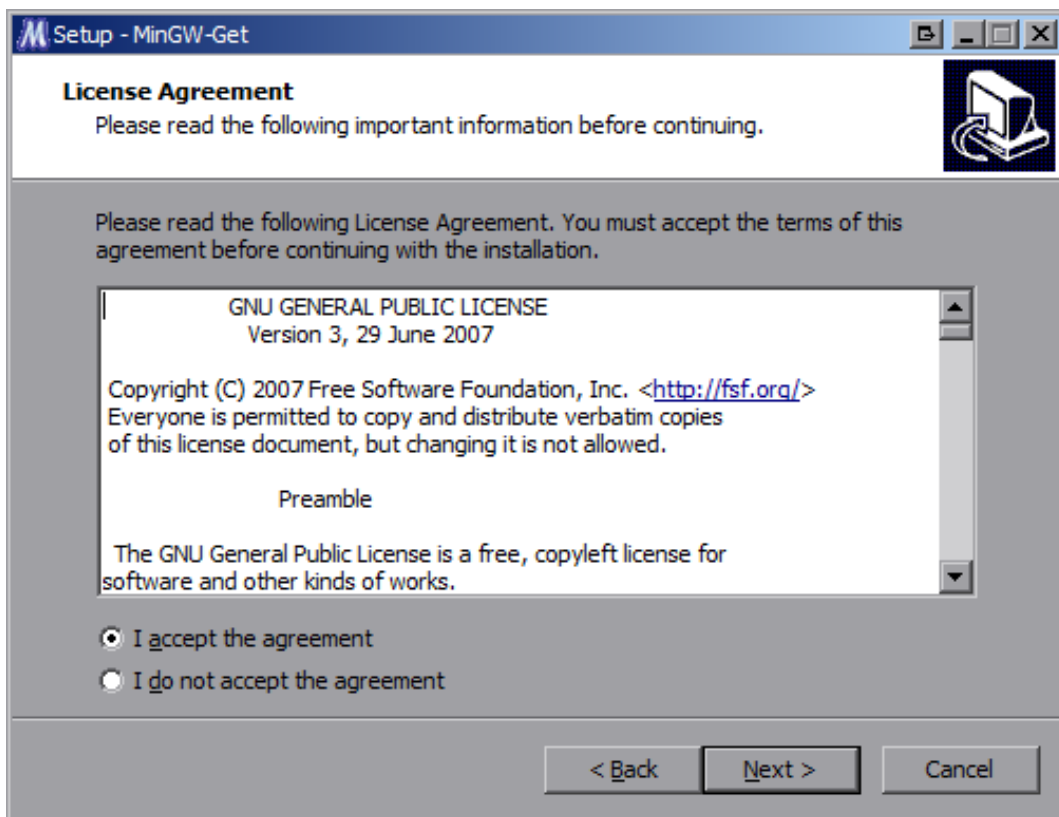 Setup - MinGW-Get
License Agreement
Please read the following important information before continuing.
Please read the following License Agreement. You must accept the terms of this
agreement before continuing with the installation.
GNU GENERAL PUBLIC LICENSE
Version 3, 29 June 2007
Copyright (C) 2007 Free Software Foundation, Inc. <http://fsf.org/>
Everyone is permitted to copy and distribute verbatim copies
of this license document, but changing it is not allowed.
Preamble
The GNU General Public License is a free, copyleft license for
software and other kinds of works.
I accept the agreement
I do not accept the agreement
< Back Next > Cancel